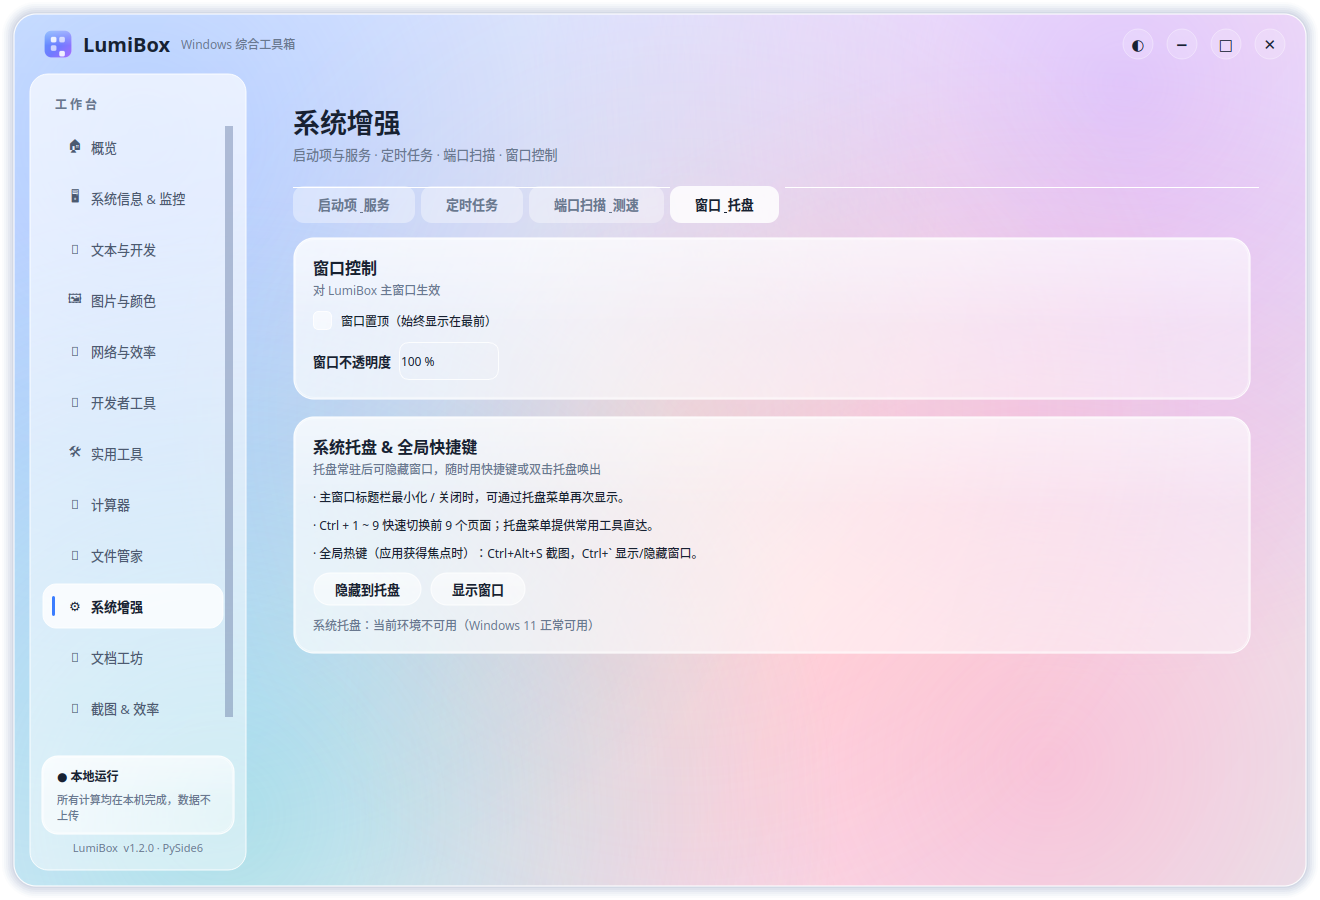 LumiBox Windows 综合工具箱
工作台
概览
系统信息 & 监控
文本与开发
图片与颜色
网络与效率
开发者工具
实用工具
计算器
文件管家
系统增强
文档工坊
截图 & 效率
● 本地运行
所有计算均在本机完成，数据不
上传
LumiBox v1.2.0 · PySide6
系统增强
启动项与服务 · 定时任务 · 端口扫描 · 窗口控制
启动项 _服务 定时任务 端口扫描 _测速 窗口 _托盘
窗口控制
对 LumiBox 主窗口生效
窗口置顶（始终显示在最前）
窗口不透明度 100 %
系统托盘 & 全局快捷键
托盘常驻后可隐藏窗口，随时用快捷键或双击托盘唤出
· 主窗口标题栏最小化 / 关闭时，可通过托盘菜单再次显示。
· Ctrl + 1 ~ 9 快速切换前 9 个页面；托盘菜单提供常用工具直达。
· 全局热键（应用获得焦点时）：Ctrl+Alt+S 截图，Ctrl+` 显示/隐藏窗口。
隐藏到托盘 显示窗口
系统托盘：当前环境不可用（Windows 11 正常可用）